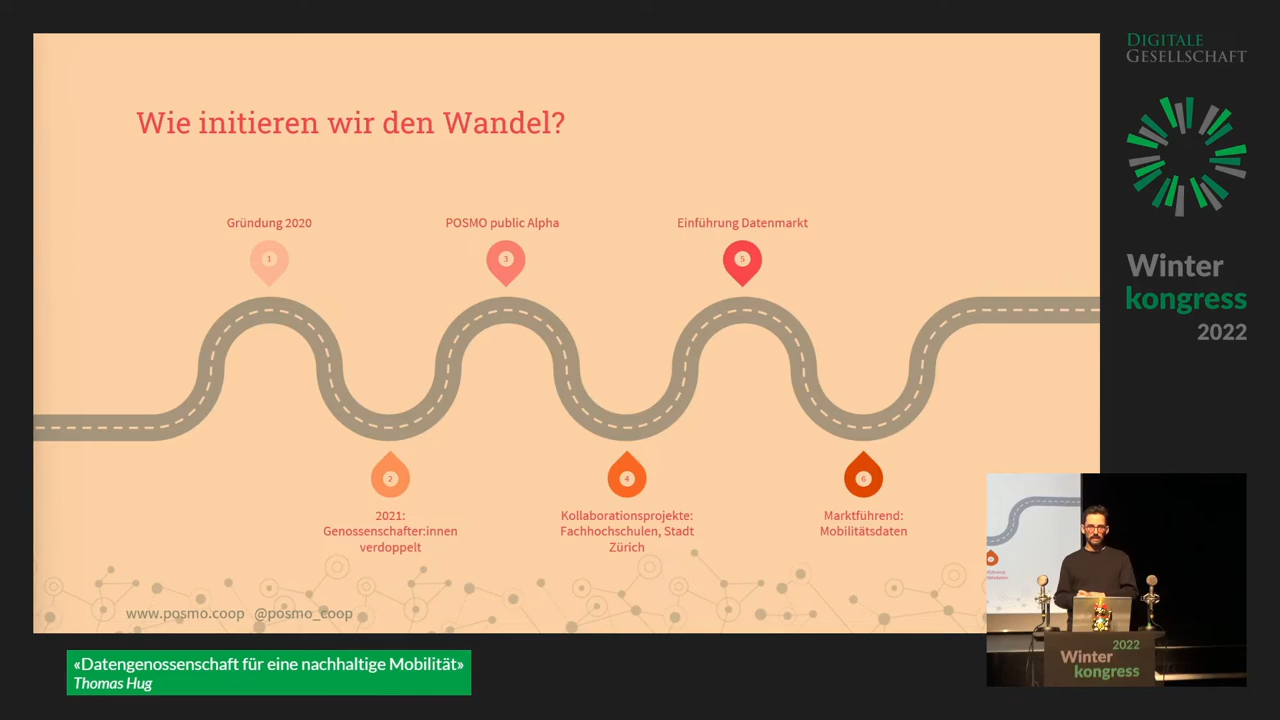 Wie initieren wir den Wandel?
Gründung 2020
POSMO public Alpha
Einführung Datenmarkt
1
3
5
2
4
6
2021:
Genossenschafter:innen
verdoppelt
Kollaborationsprojekte:
Fachhochschulen, Stadt
Zürich
Marktführend:
Mobilitätsdaten
www.posmo.coop @posmo_coop
«Datengenossenschaft für eine nachhaltige Mobilität»
Thomas Hug
DIGITALE
GESELLSCHAFT
Winter
kongress
2022
2022
Winter
kongress